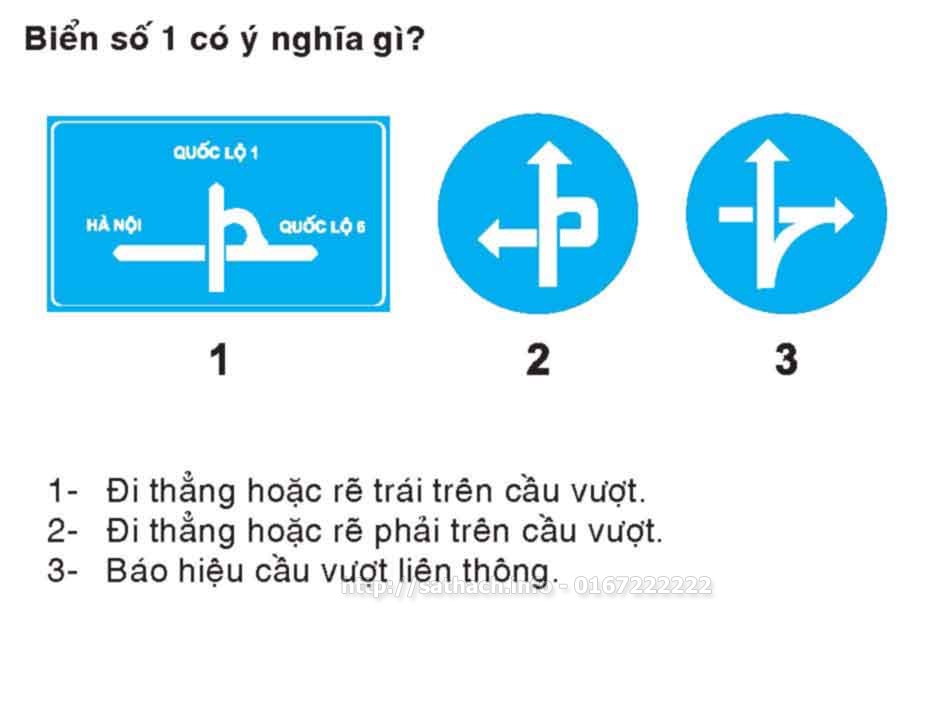 Biển số 1 có ý nghĩa gì?
QUỐC LỘ 1
HÀ NỘI
QUỐC LỘ 6
1
2
3
1- Đi thẳng hoặc rẽ trái trên cầu vượt.
2- Đi thẳng hoặc rẽ phải trên cầu vượt.
3- Báo hiệu cầu vượt liên thông.
http://sathach.info - 0167222222